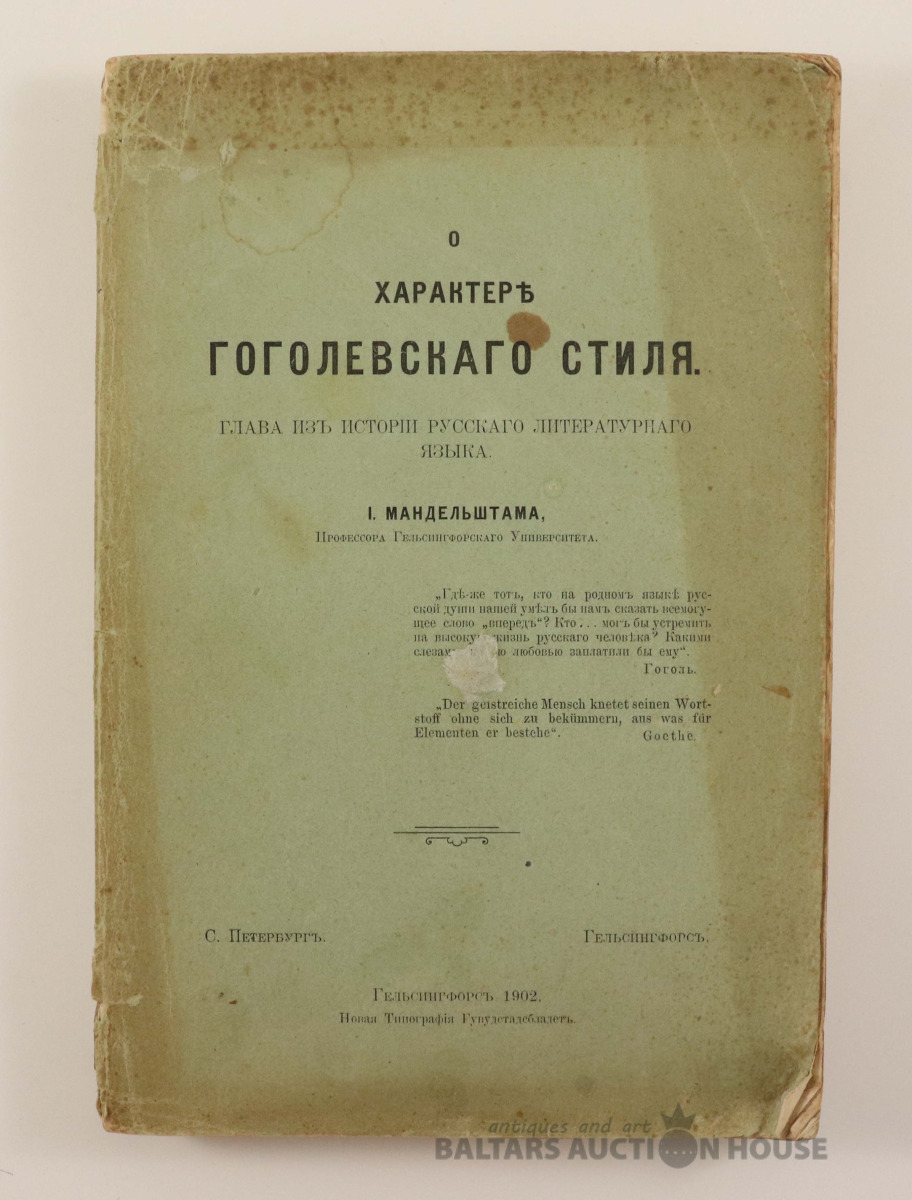 О
ХАРАКТЕРѢ
ГОГОЛЕВСКАГО СТИЛЯ.
ГЛАВА ИЗЪ ИСТОРІИ РУССКАГО ЛИТЕРАТУРНАГО
ЯЗЫКА.
І. МАНДЕЛЬШТАМА,
Профессора Гельсингфорскаго Университета.
„Гдѣ-же тотъ, кто на родномъ языкѣ рус-
ской души нашей умѣлъ бы намъ сказать всемогу-
щее слово „впередъ“? Кто... могъ бы устремить
на высокую жизнь русскаго человѣка? Какими
слезами любовью заплатили бы ему“.
Гоголь.
„Der geistreiche Mensch knetet seinen Wort-
stoff ohne sich zu bekümmern, aus was für
Elementen er bestehe“.
Goethe.
С. Петербургъ.
Гельсингфорсъ.
Гельсингфорсъ 1902.
Новая Типографія Гувудстадсбладетъ.
antiques and art
BALTARS AUCTION HOUSE